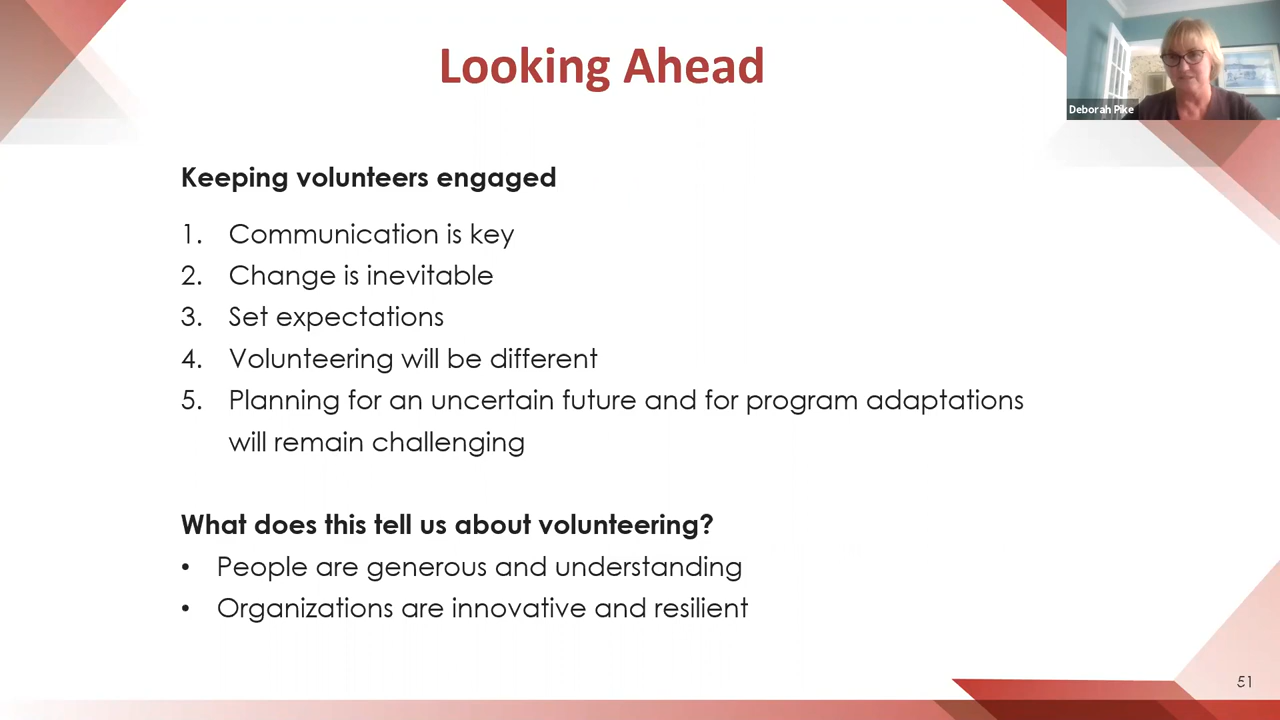 Looking Ahead
Deborah Pike
Keeping volunteers engaged
1. Communication is key
2. Change is inevitable
3. Set expectations
4. Volunteering will be different
5. Planning for an uncertain future and for program adaptations
will remain challenging
What does this tell us about volunteering?
• People are generous and understanding
• Organizations are innovative and resilient
51